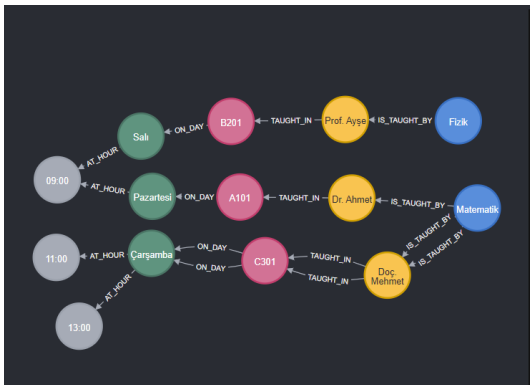 Salı
ON_DAY
B201
TAUGHT_IN
Prof. Ayşe
IS_TAUGHT_BY
Fizik
AT_HOUR
09:00
AT_HOUR
Pazartesi
ON_DAY
A101
TAUGHT_IN
Dr. Ahmet
IS_TAUGHT_BY
Matematik
IS_TAUGHT_BY
IS_TAUGHT_BY
11:00
AT_HOUR
Çarşamba
ON_DAY
ON_DAY
C301
TAUGHT_IN
TAUGHT_IN
Doç.
Mehmet
AT_HOUR
13:00